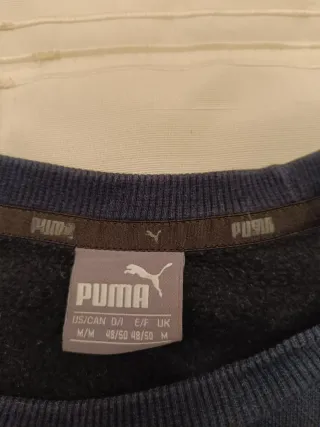 PUMA PUMA
PUMA
US/CAN D/I E/F UK
M/M 48/50 48/50 M